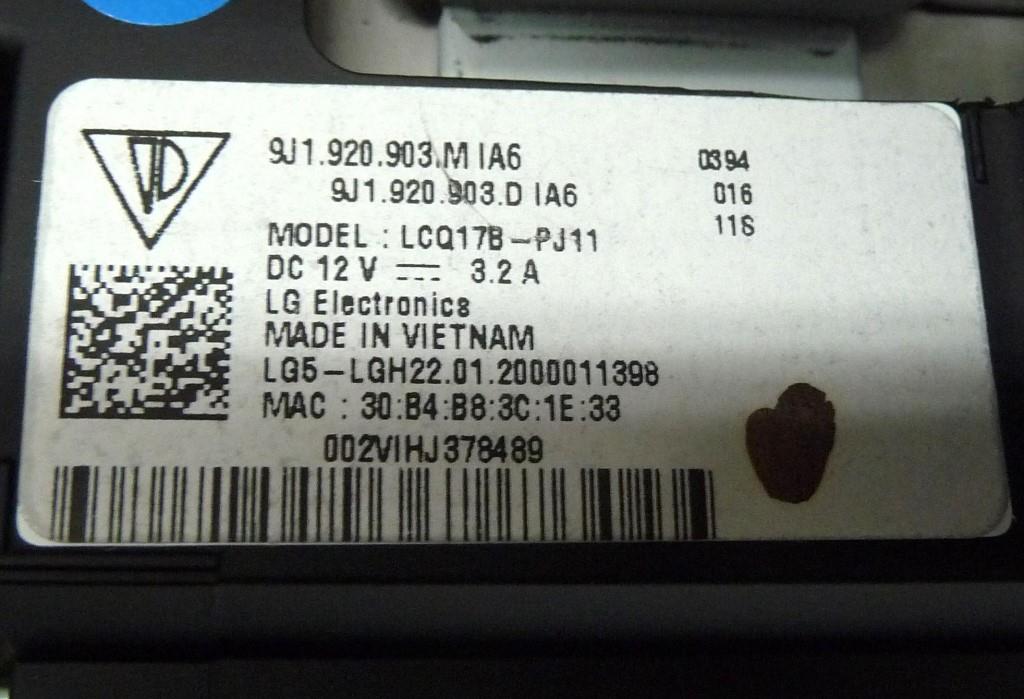 9J1.920.903.M IA6
9J1.920.903.D IA6
0394
016
11S
MODEL : LCQ17B-PJ11
DC 12 V ⎓ 3.2 A
LG Electronics
MADE IN VIETNAM
LG5-LGH22.01.2000011398
MAC : 30:B4:B8:3C:1E:33
002VIHJ378489